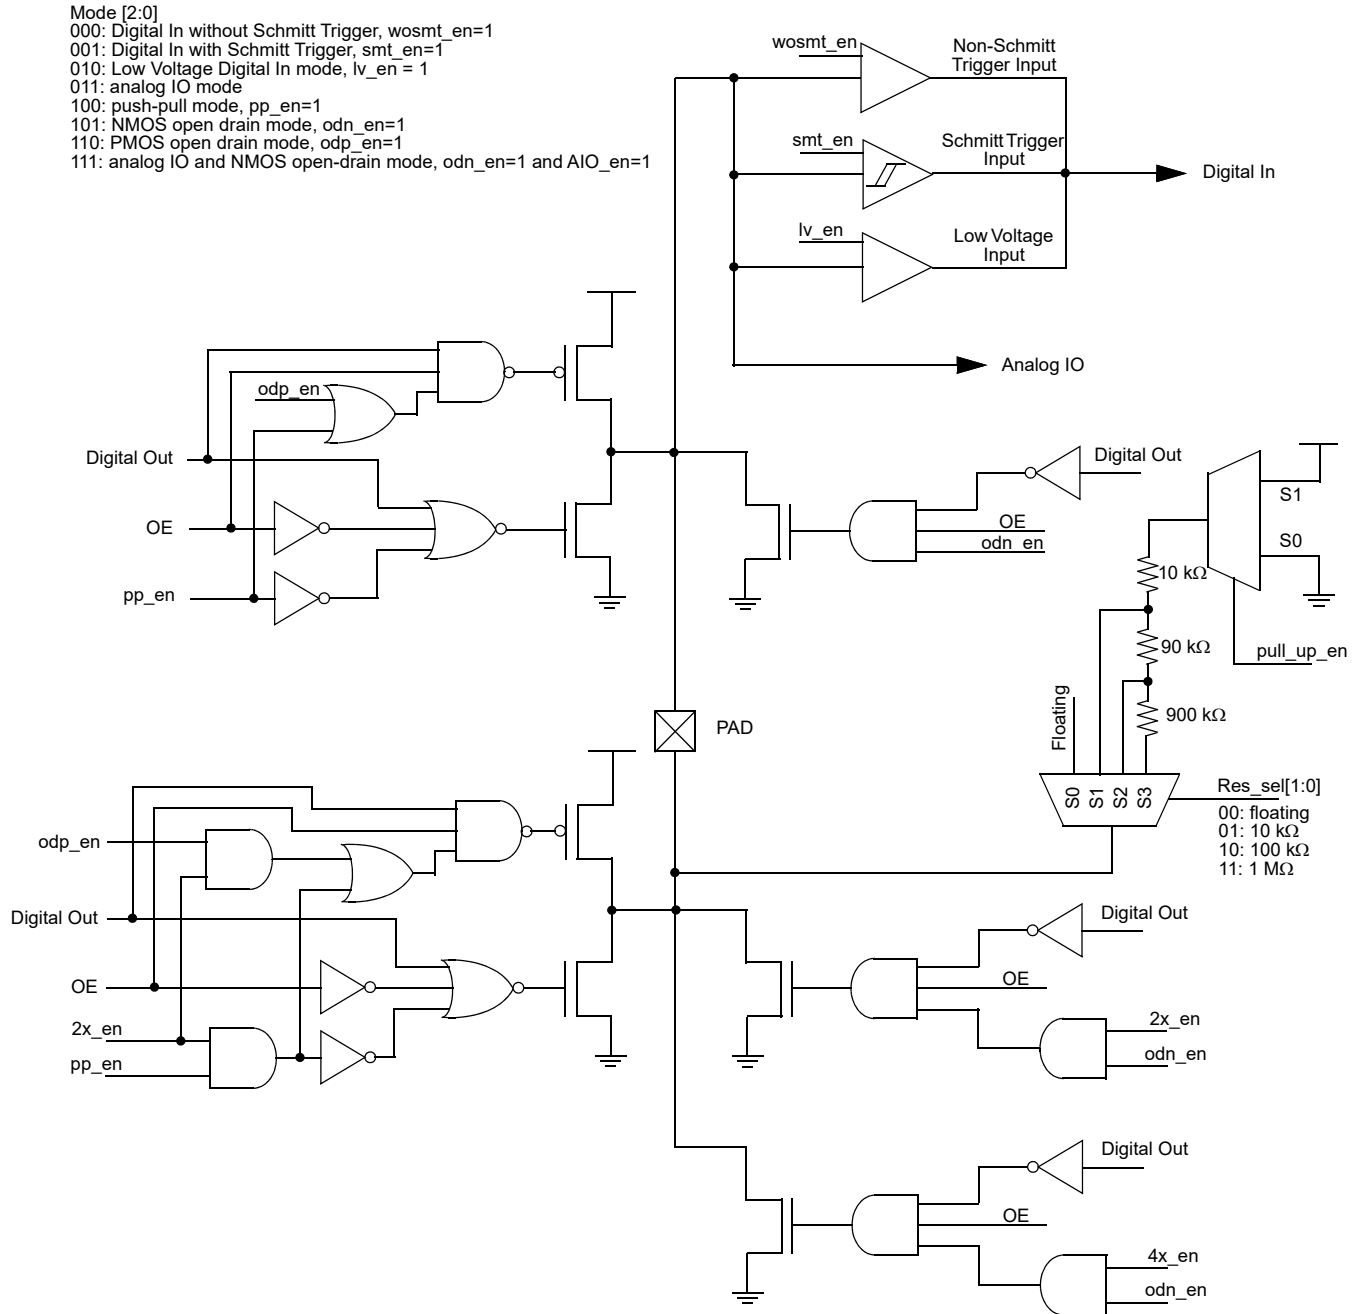 Mode [2:0]
000: Digital In without Schmitt Trigger, wosmt_en=1
001: Digital In with Schmitt Trigger, smt_en=1
010: Low Voltage Digital In mode, lv_en = 1
011: analog IO mode
100: push-pull mode, pp_en=1
101: NMOS open drain mode, odn_en=1
110: PMOS open drain mode, odp_en=1
111: analog IO and NMOS open-drain mode, odn_en=1 and AIO_en=1
wosmt_en
Non-Schmitt
Trigger Input
smt_en
Schmitt Trigger
Input
Digital In
lv_en
Low Voltage
Input
Analog IO
odp_en
Digital Out
OE
pp_en
Digital Out
OE
odn_en
S1
S0
10 kΩ
90 kΩ
900 kΩ
pull_up_en
Floating
PAD
S0
S1
S2
S3
Res_sel[1:0]
00: floating
01: 10 kΩ
10: 100 kΩ
11: 1 MΩ
odp_en
Digital Out
OE
2x_en
pp_en
Digital Out
OE
2x_en
odn_en
Digital Out
OE
4x_en
odn_en